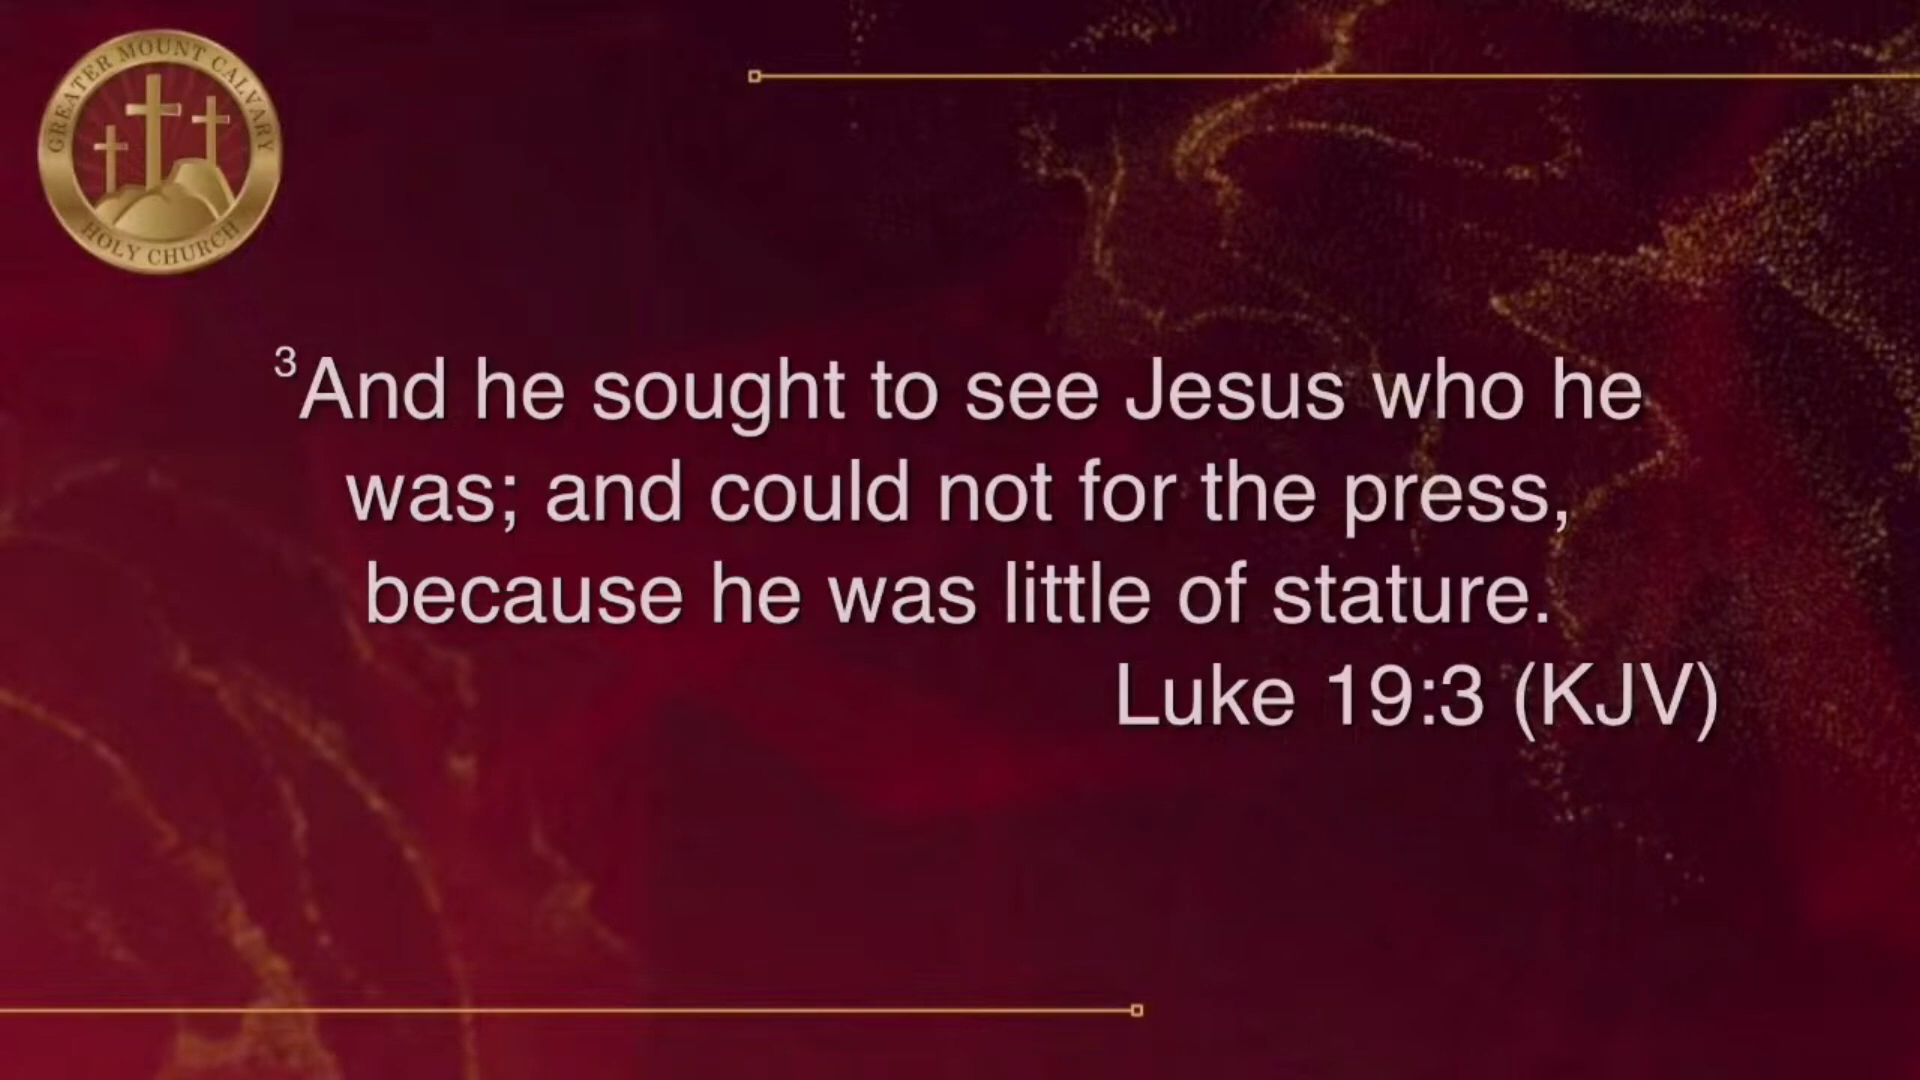 GREATER MOUNT CALVARY
HOLY CHURCH
3And he sought to see Jesus who he
was; and could not for the press,
because he was little of stature.
Luke 19:3 (KJV)